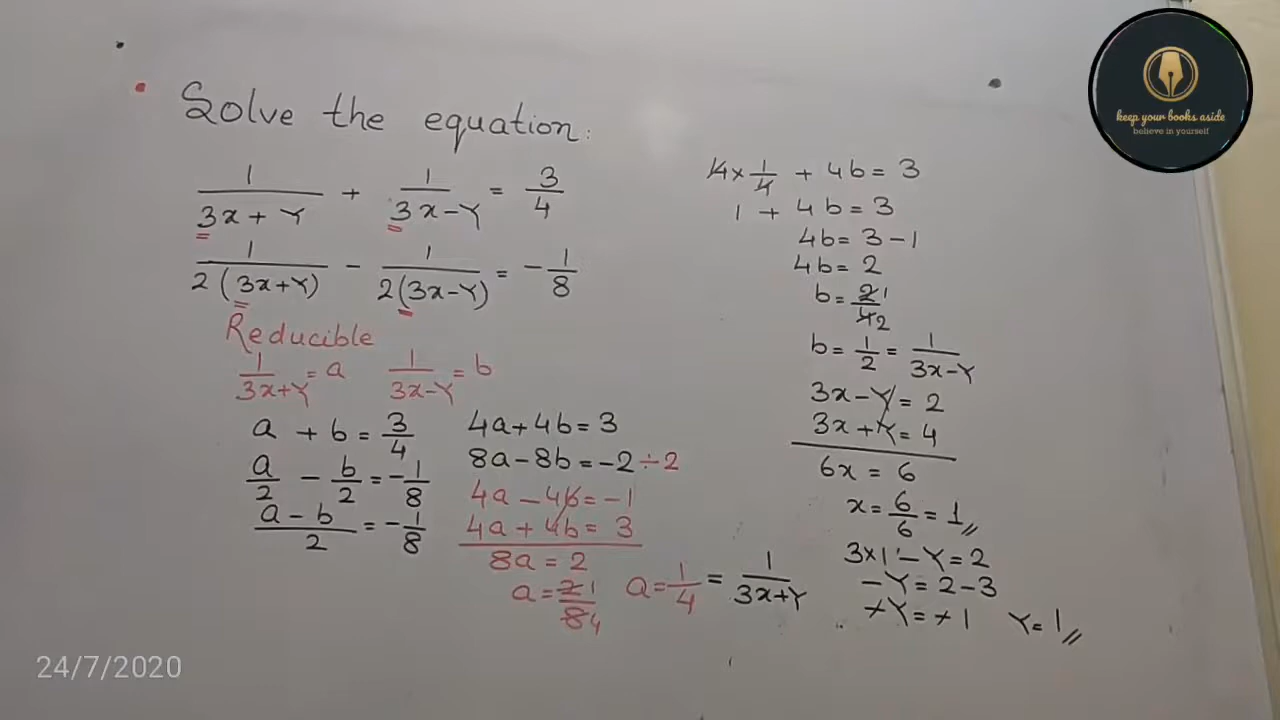 Solve the equation:
1/(3x+Y) + 1/(3x-Y) = 3/4
1/2(3x+Y) - 1/2(3x-Y) = -1/8
Reducible
1/(3x+Y) = a 1/(3x-Y) = b
a + b = 3/4
a/2 - b/2 = -1/8
(a-b)/2 = -1/8
4a+4b=3
8a-8b=-2÷2
4a-4b=-1
4a+4b=3
8a=2
a=2/8 1/4
a=1/4 = 1/(3x+Y)
4×1/4 + 4b=3
1 + 4b=3
4b=3-1
4b=2
b=2/4 1/2
b=1/2=1/(3x-Y)
3x-Y=2
3x+Y=4
6x=6
x=6/6=1//
3×1-Y=2
-Y=2-3
-Y=-1 Y=1//
keep your books aside
believe in yourself
24/7/2020